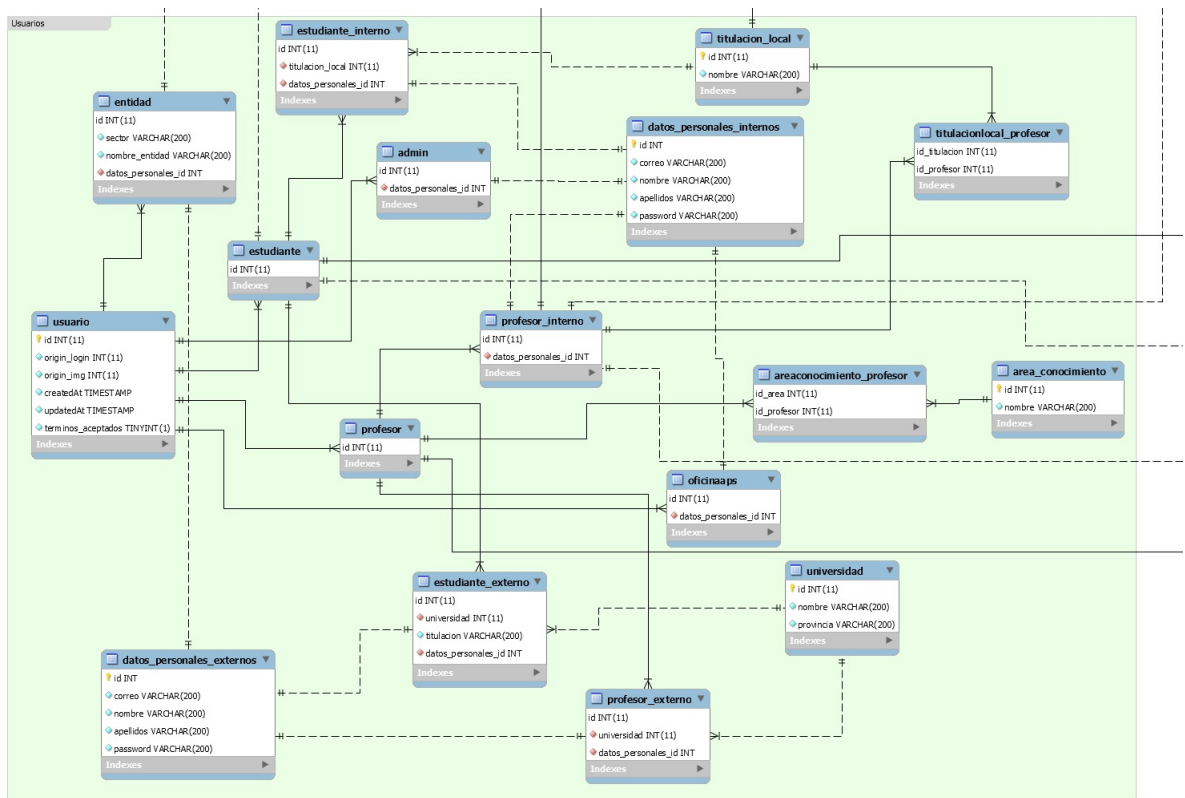 Usuarios
estudiante_interno
id INT(11)
titulacion_local INT(11)
datos_personales_id INT
Indexes
titulacion_local
id INT(11)
nombre VARCHAR(200)
Indexes
entidad
id INT(11)
sector VARCHAR(200)
nombre_entidad VARCHAR(200)
datos_personales_id INT
Indexes
datos_personales_internos
id INT
correo VARCHAR(200)
nombre VARCHAR(200)
apellidos VARCHAR(200)
password VARCHAR(200)
Indexes
titulacionlocal_profesor
id_titulacion INT(11)
id_profesor INT(11)
Indexes
admin
id INT(11)
datos_personales_id INT
Indexes
estudiante
id INT(11)
Indexes
usuario
id INT(11)
origin_login INT(11)
origin_img INT(11)
createdAt TIMESTAMP
updatedAt TIMESTAMP
terminos_aceptados TINYINT(1)
Indexes
profesor_interno
id INT(11)
datos_personales_id INT
Indexes
areaconocimiento_profesor
id_area INT(11)
id_profesor INT(11)
Indexes
area_conocimiento
id INT(11)
nombre VARCHAR(200)
Indexes
profesor
id INT(11)
Indexes
oficinaaps
id INT(11)
datos_personales_id INT
Indexes
estudiante_externo
id INT(11)
universidad INT(11)
titulacion VARCHAR(200)
datos_personales_id INT
Indexes
universidad
id INT(11)
nombre VARCHAR(200)
provincia VARCHAR(200)
Indexes
datos_personales_externos
id INT
correo VARCHAR(200)
nombre VARCHAR(200)
apellidos VARCHAR(200)
password VARCHAR(200)
Indexes
profesor_externo
id INT(11)
universidad INT(11)
datos_personales_id INT
Indexes